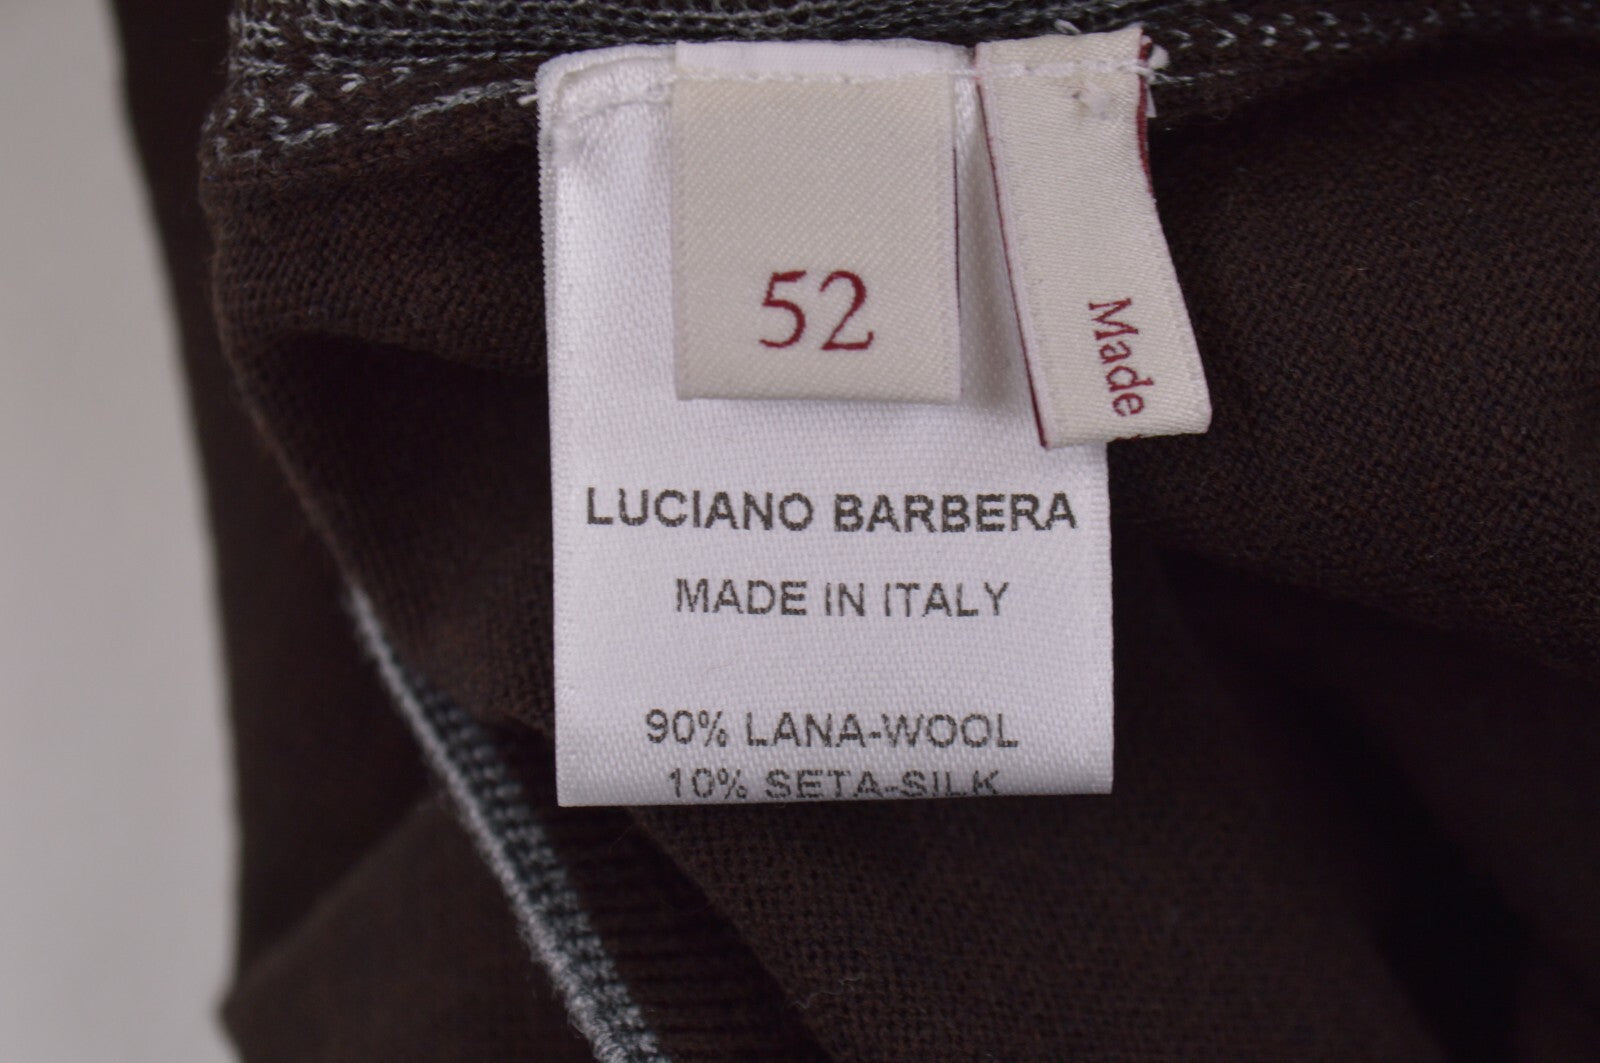 52
Made
LUCIANO BARBERA
MADE IN ITALY
90% LANA-WOOL
10% SETA-SILK